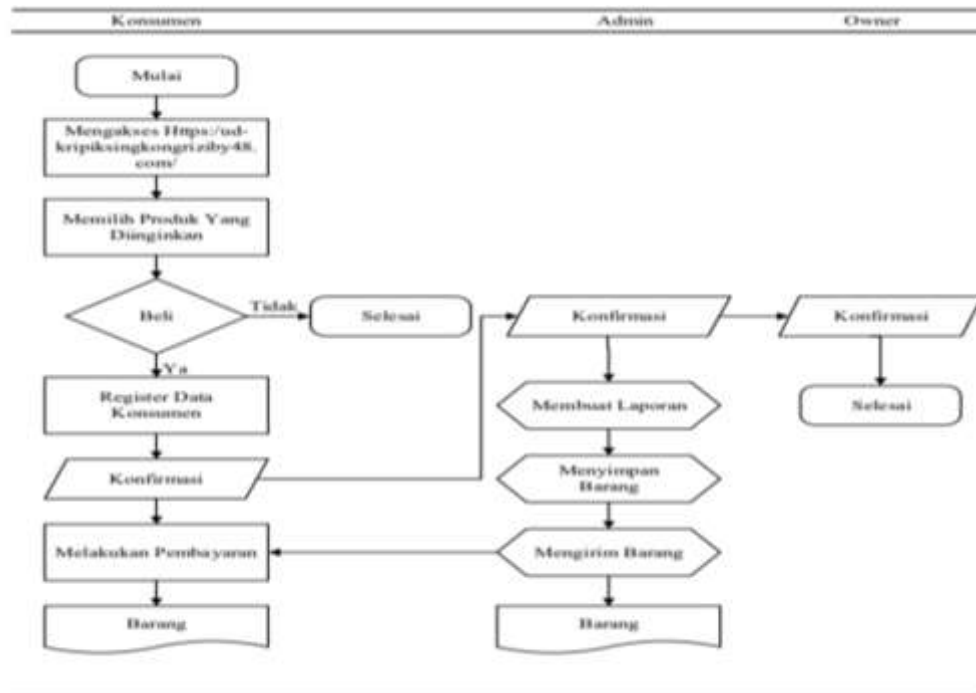 Konsumen
Admin
Owner
Mulai
Mengakses Https:/ud-
kripiksingkongriziby48.
com/
Memilih Produk Yang
Diinginkan
Beli
Tidak
Selesai
Konfirmasi
Konfirmasi
Ya
Register Data
Konsumen
Membuat Laporan
Selesai
Konfirmasi
Menyimpan
Barang
Melakukan Pembayaran
Mengirim Barang
Barang
Barang